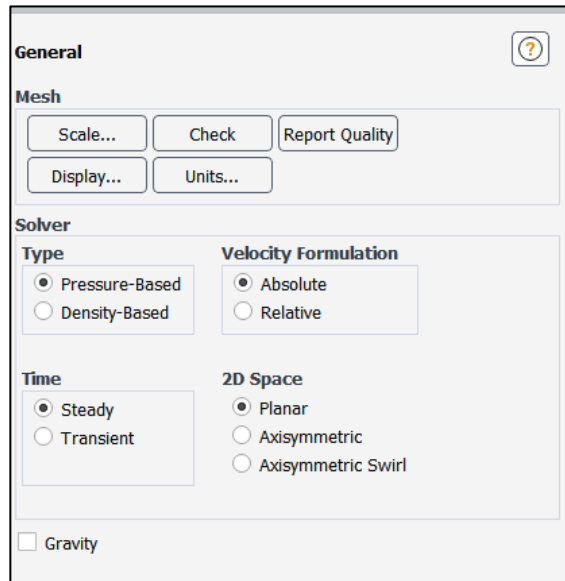 General
?
Mesh
Scale... Check Report Quality
Display... Units...
Solver
Type Velocity Formulation
Pressure-Based Absolute
Density-Based Relative
Time 2D Space
Steady Planar
Transient Axisymmetric
Axisymmetric Swirl
Gravity